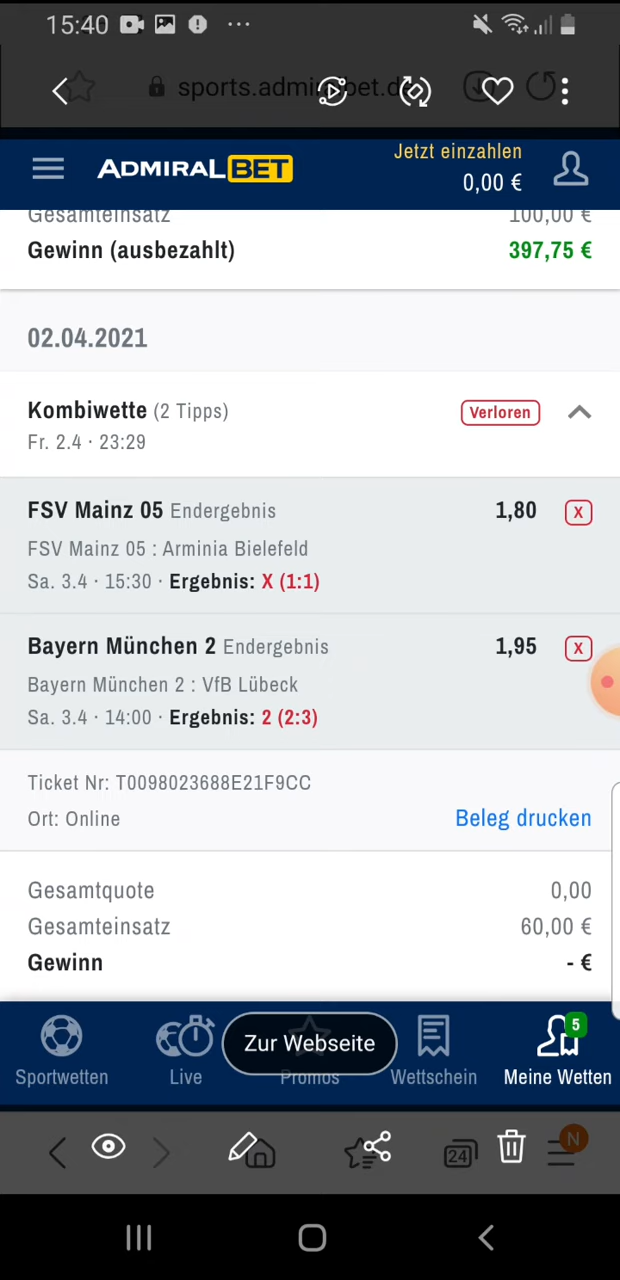 15:40
sports.admiralbet.d
ADMIRALBET
Jetzt einzahlen
0,00 €
Gesamteinsatz 100,00 €
Gewinn (ausbezahlt) 397,75 €
02.04.2021
Kombiwette (2 Tipps) Verloren
Fr. 2.4 · 23:29
FSV Mainz 05 Endergebnis 1,80 X
FSV Mainz 05 : Arminia Bielefeld
Sa. 3.4 · 15:30 · Ergebnis: X (1:1)
Bayern München 2 Endergebnis 1,95 X
Bayern München 2 : VfB Lübeck
Sa. 3.4 · 14:00 · Ergebnis: 2 (2:3)
Ticket Nr: T0098023688E21F9CC
Ort: Online Beleg drucken
Gesamtquote 0,00
Gesamteinsatz 60,00 €
Gewinn - €
5
Zur Webseite
Sportwetten Live Promos Wettschein Meine Wetten
24 N